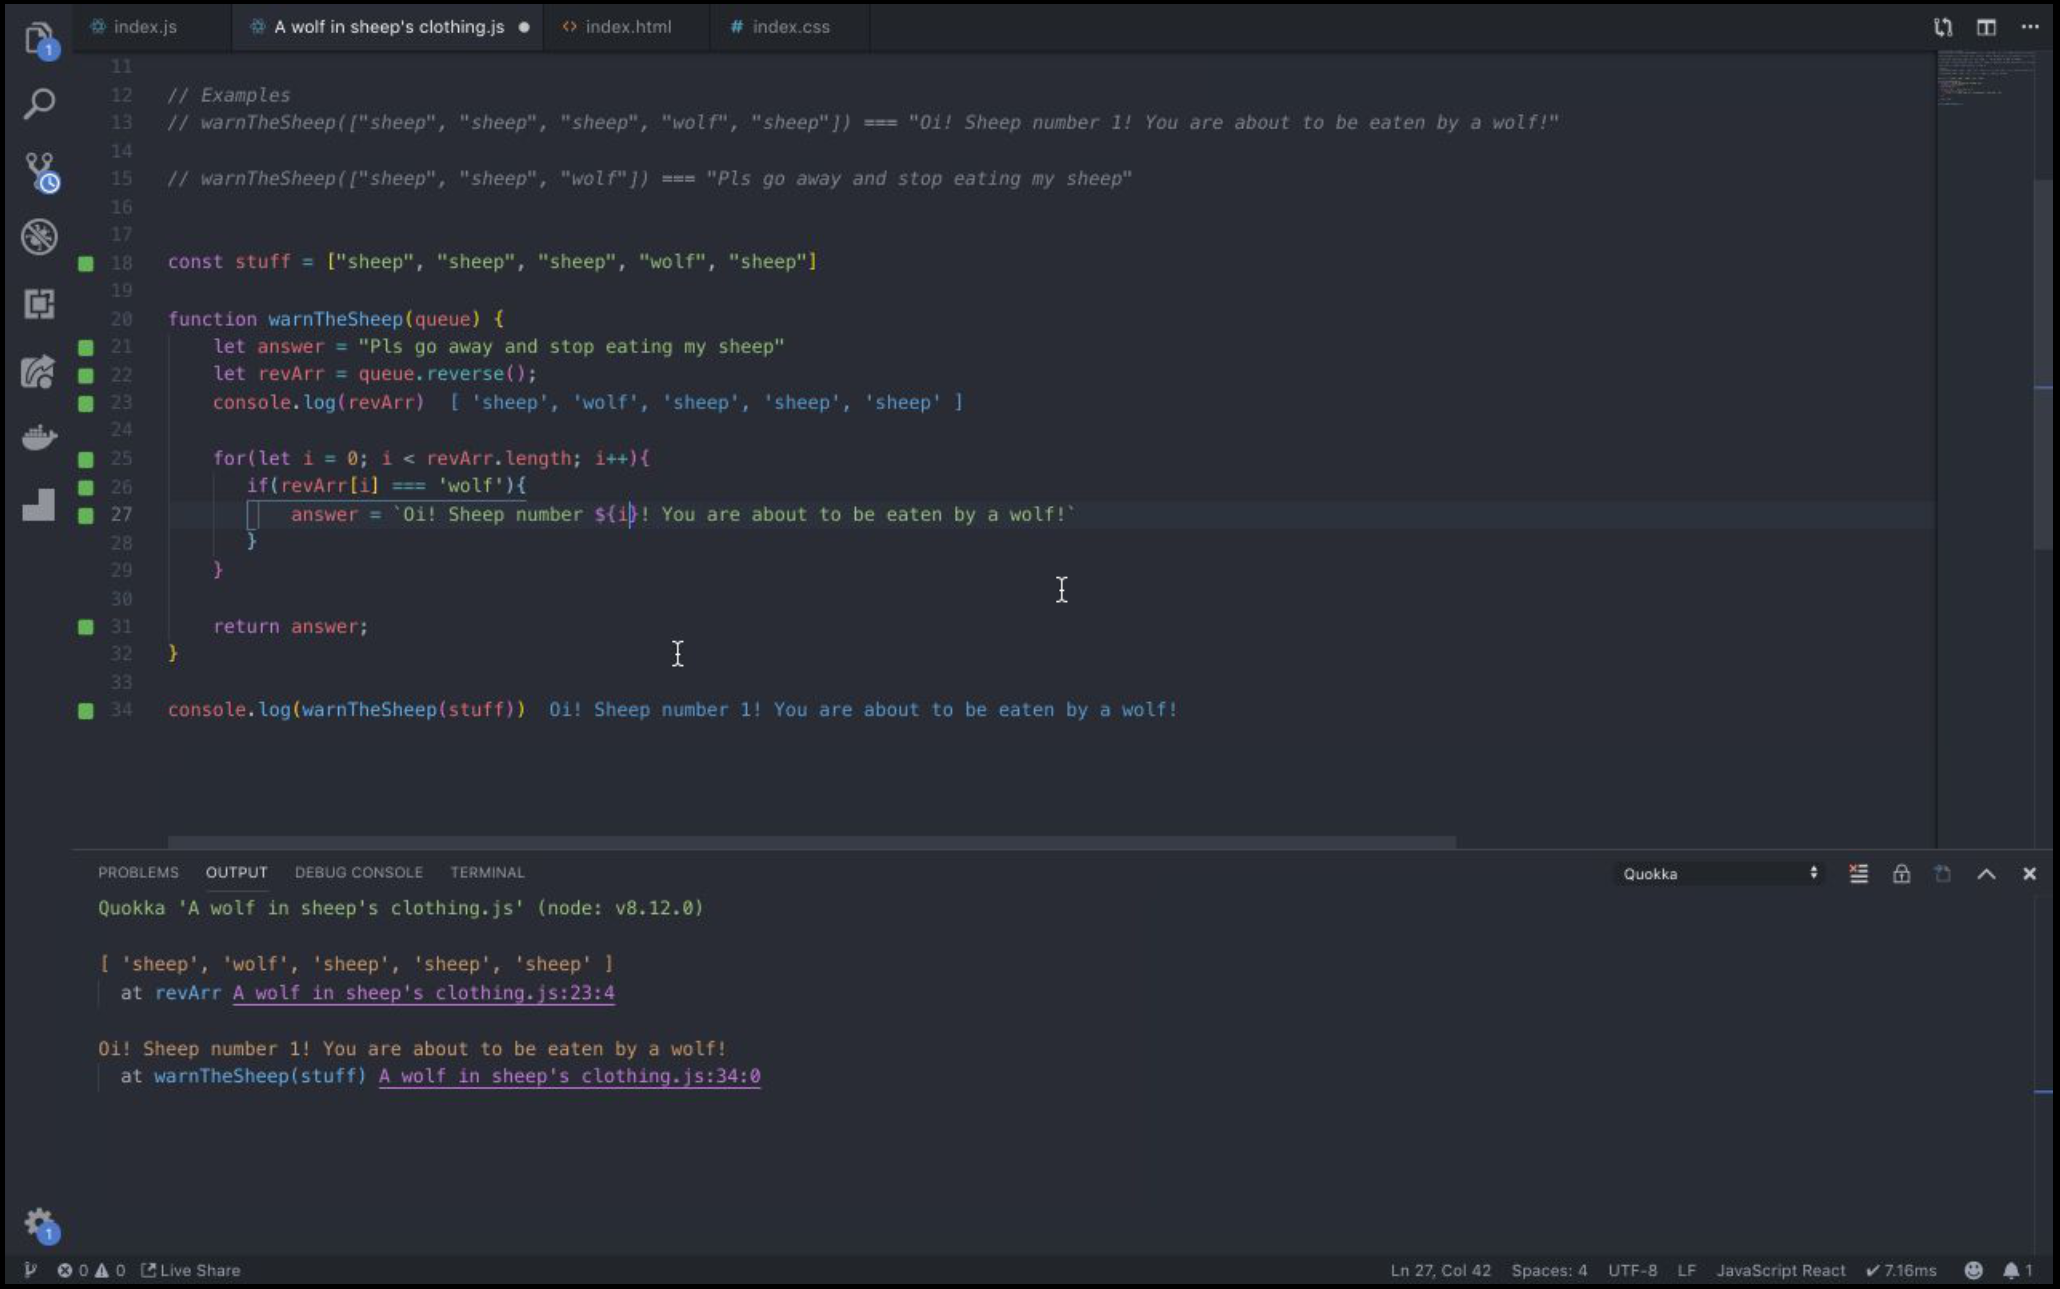 index.js A wolf in sheep's clothing.js index.html # index.css
1
11
12 // Examples
13 // warnTheSheep(["sheep", "sheep", "sheep", "wolf", "sheep"]) === "Oi! Sheep number 1! You are about to be eaten by a wolf!"
14
15 // warnTheSheep(["sheep", "sheep", "wolf"]) === "Pls go away and stop eating my sheep"
16
17
18 const stuff = ["sheep", "sheep", "sheep", "wolf", "sheep"]
19
20 function warnTheSheep(queue) {
21 let answer = "Pls go away and stop eating my sheep"
22 let revArr = queue.reverse();
23 console.log(revArr) [ 'sheep', 'wolf', 'sheep', 'sheep', 'sheep' ]
24
25 for(let i = 0; i < revArr.length; i++){
26 if(revArr[i] === 'wolf'){
27 answer = `Oi! Sheep number ${i}! You are about to be eaten by a wolf!`
28 }
29 }
30
31 return answer;
32 }
33
34 console.log(warnTheSheep(stuff)) Oi! Sheep number 1! You are about to be eaten by a wolf!
PROBLEMS OUTPUT DEBUG CONSOLE TERMINAL Quokka
Quokka 'A wolf in sheep's clothing.js' (node: v8.12.0)
[ 'sheep', 'wolf', 'sheep', 'sheep', 'sheep' ]
at revArr A wolf in sheep's clothing.js:23:4
Oi! Sheep number 1! You are about to be eaten by a wolf!
at warnTheSheep(stuff) A wolf in sheep's clothing.js:34:0
1
0 0 Live Share Ln 27, Col 42 Spaces: 4 UTF-8 LF JavaScript React ✔ 7.16ms 1